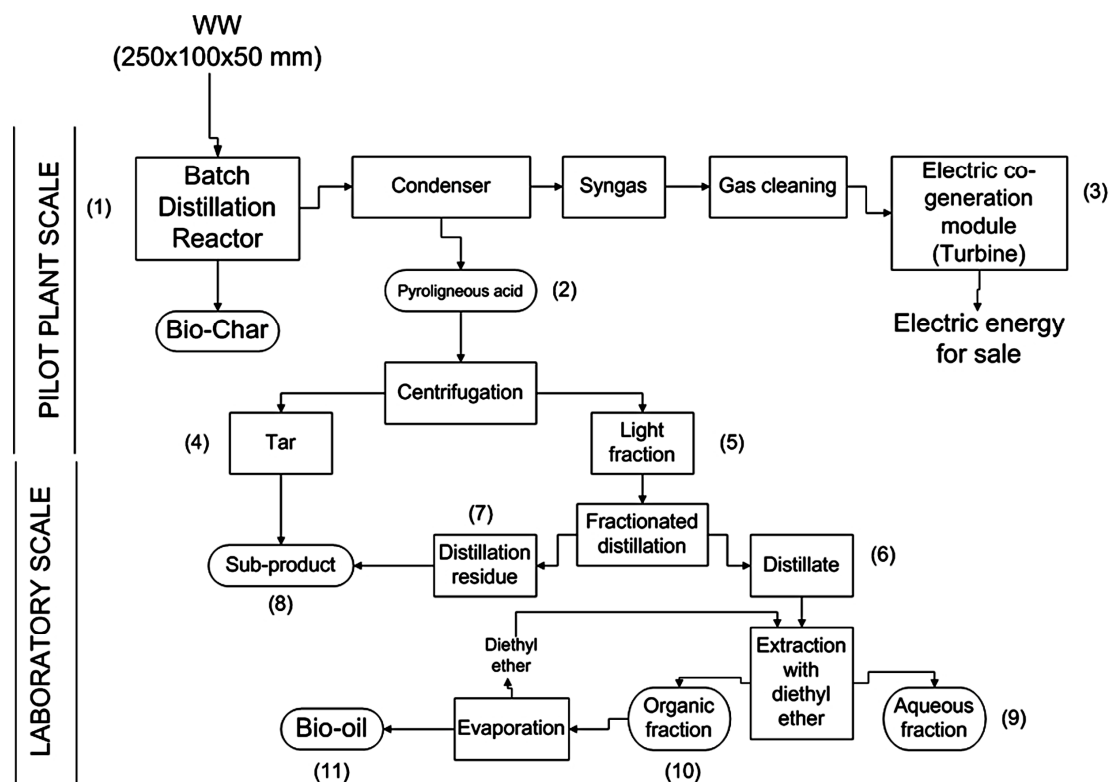 WW
(250x100x50 mm)
PILOT PLANT SCALE
(1)
Batch
Distillation
Reactor
Condenser
Syngas
Gas cleaning
Electric co-
generation
module
(Turbine)
(3)
Pyroligneous acid
(2)
Bio-Char
Electric energy
for sale
Centrifugation
(4)
Tar
Light
fraction
(5)
LABORATORY SCALE
(7)
Fractionated
distillation
Sub-product
(8)
Distillation
residue
Distillate
(6)
Diethyl
ether
Extraction
with
diethyl
ether
Bio-oil
(11)
Evaporation
Organic
fraction
(10)
Aqueous
fraction
(9)